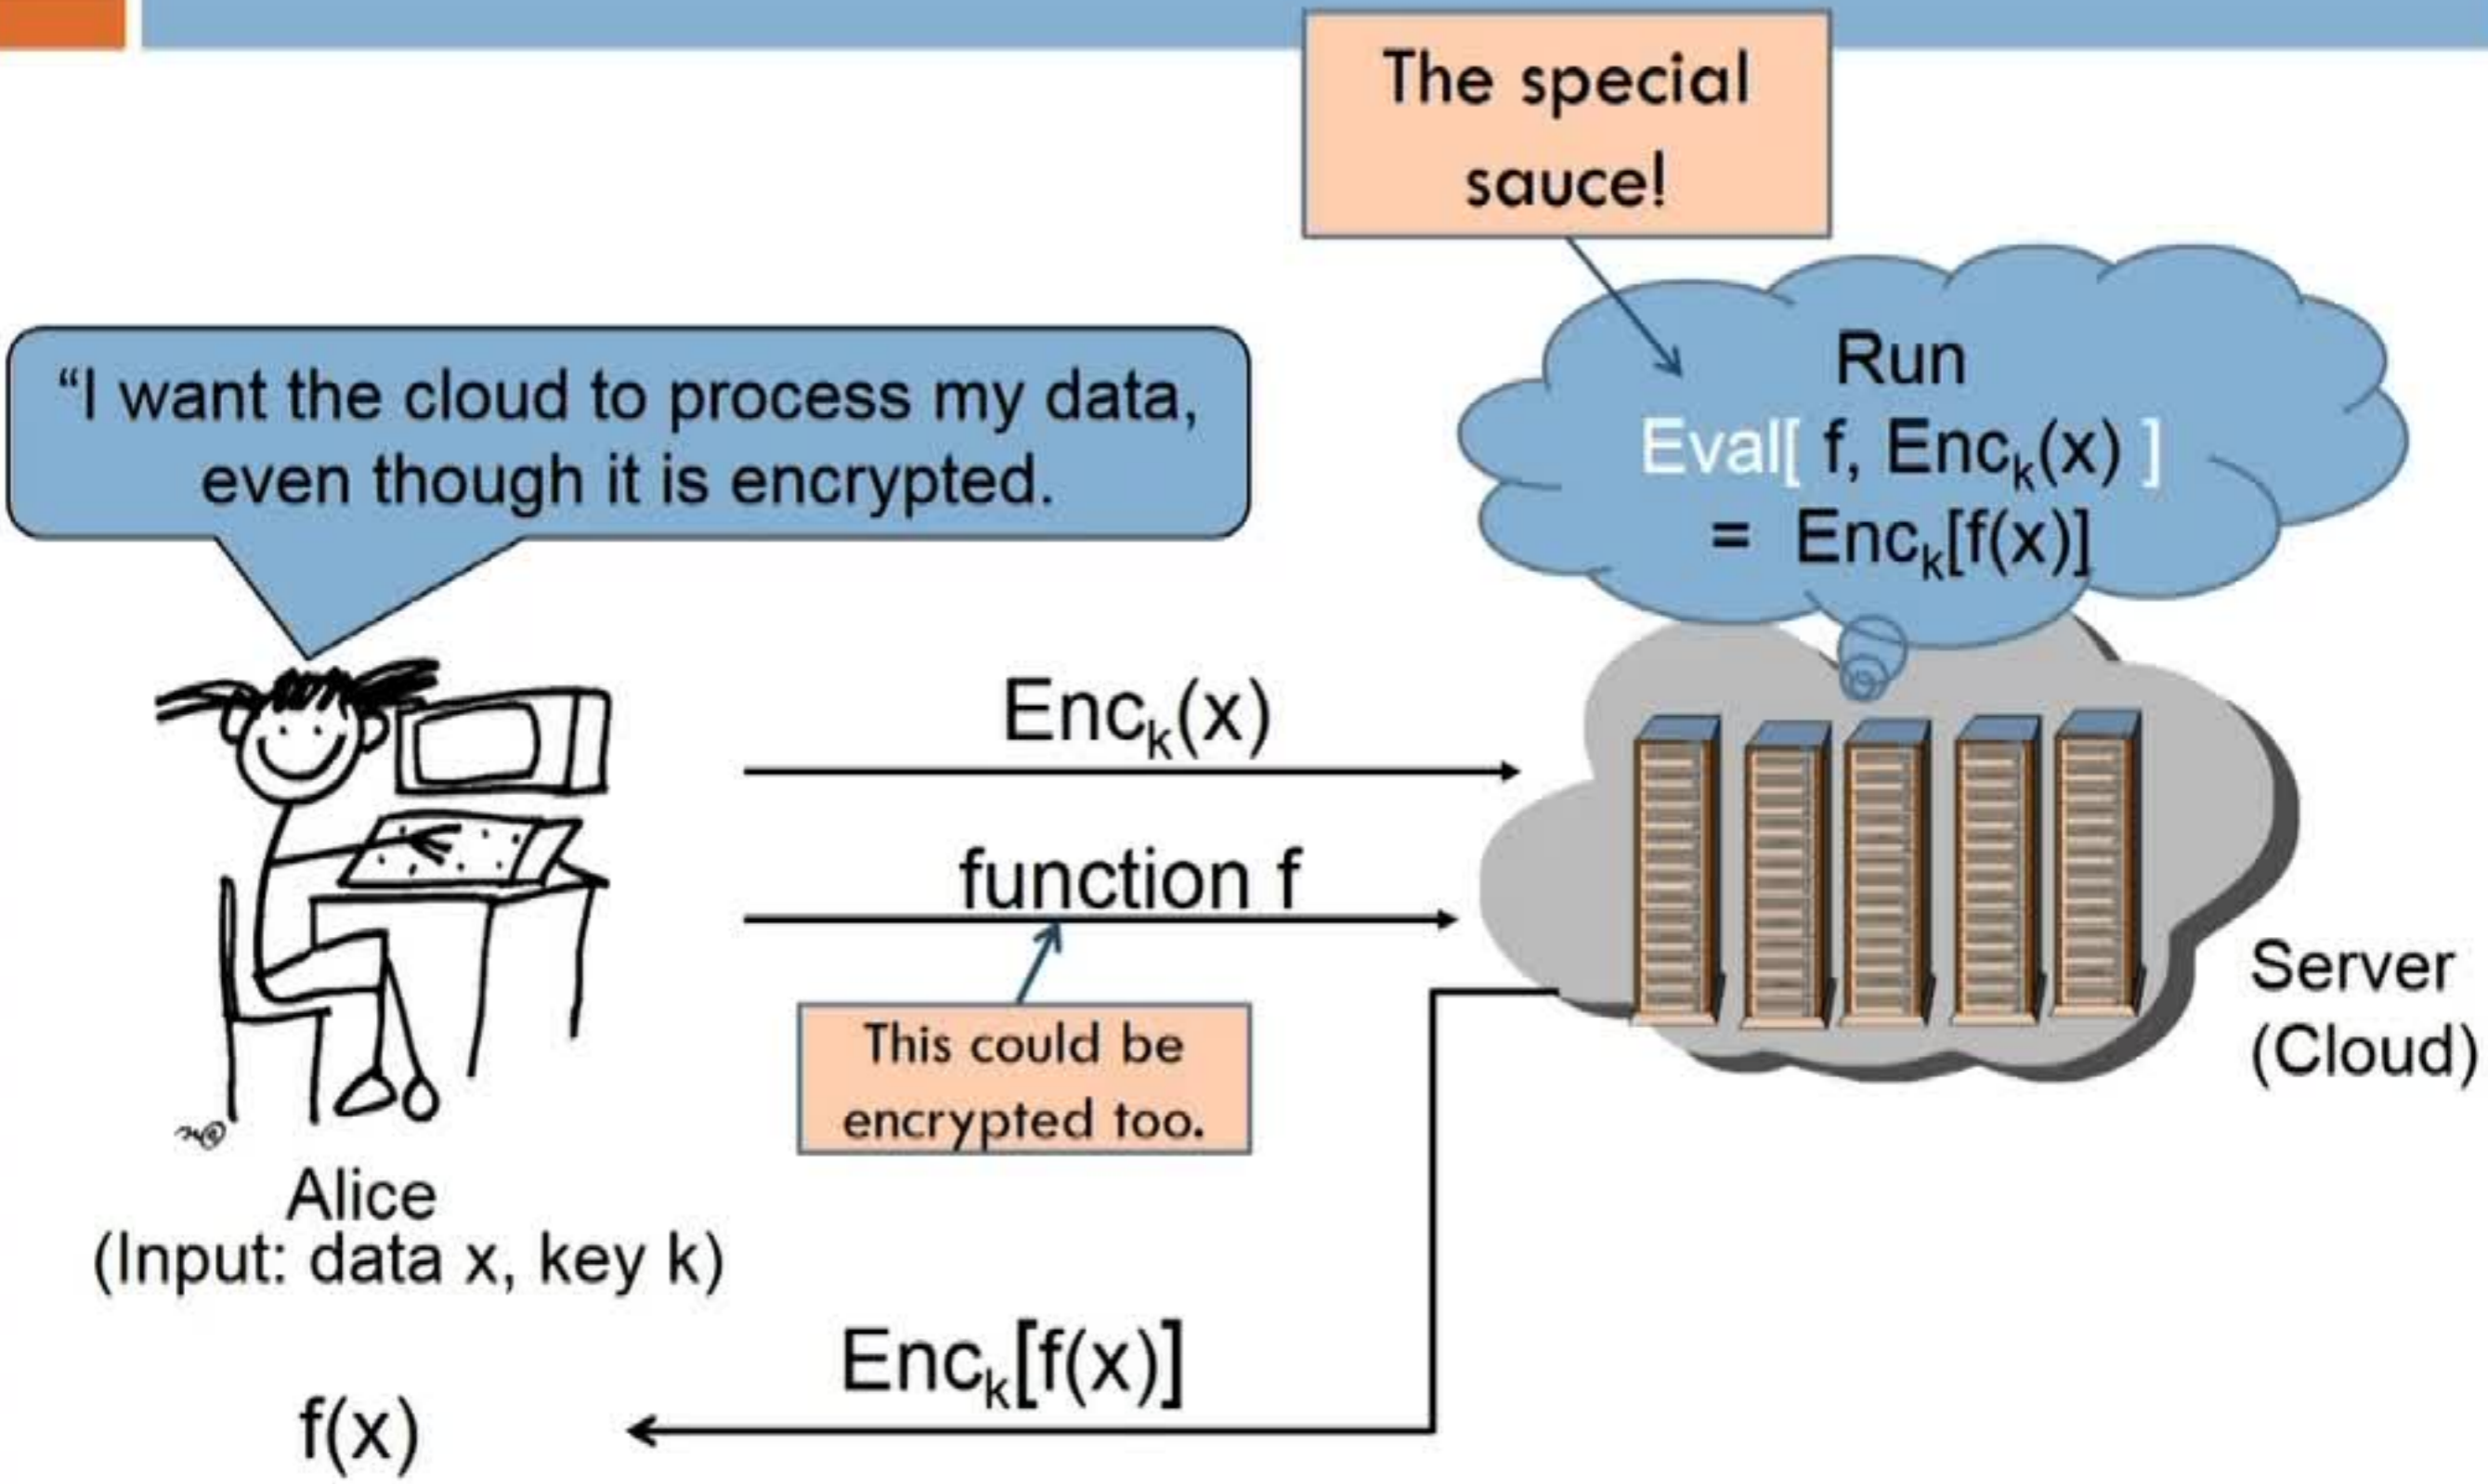 The special
sauce!
“I want the cloud to process my data,
even though it is encrypted.
Run
Eval[ f, Encₖ(x) ]
= Encₖ[f(x)]
Encₖ(x)
function f
This could be
encrypted too.
Server
(Cloud)
Alice
(Input: data x, key k)
Encₖ[f(x)]
f(x)